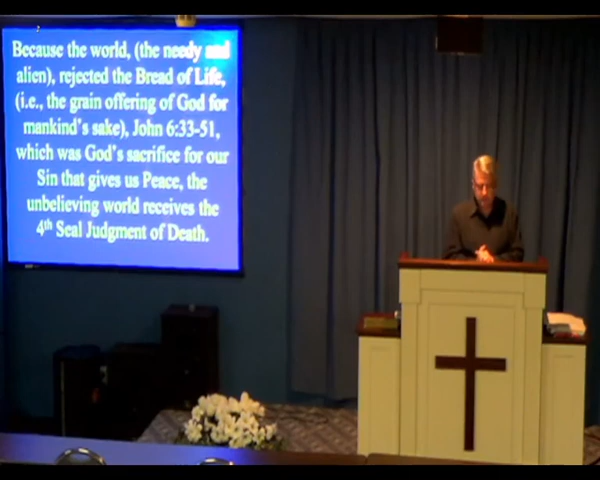 Because the world, (the needy and
alien), rejected the Bread of Life,
(i.e., the grain offering of God for
mankind's sake), John 6:33-51,
which was God's sacrifice for our
Sin that gives us Peace, the
unbelieving world receives the
4th Seal Judgment of Death.